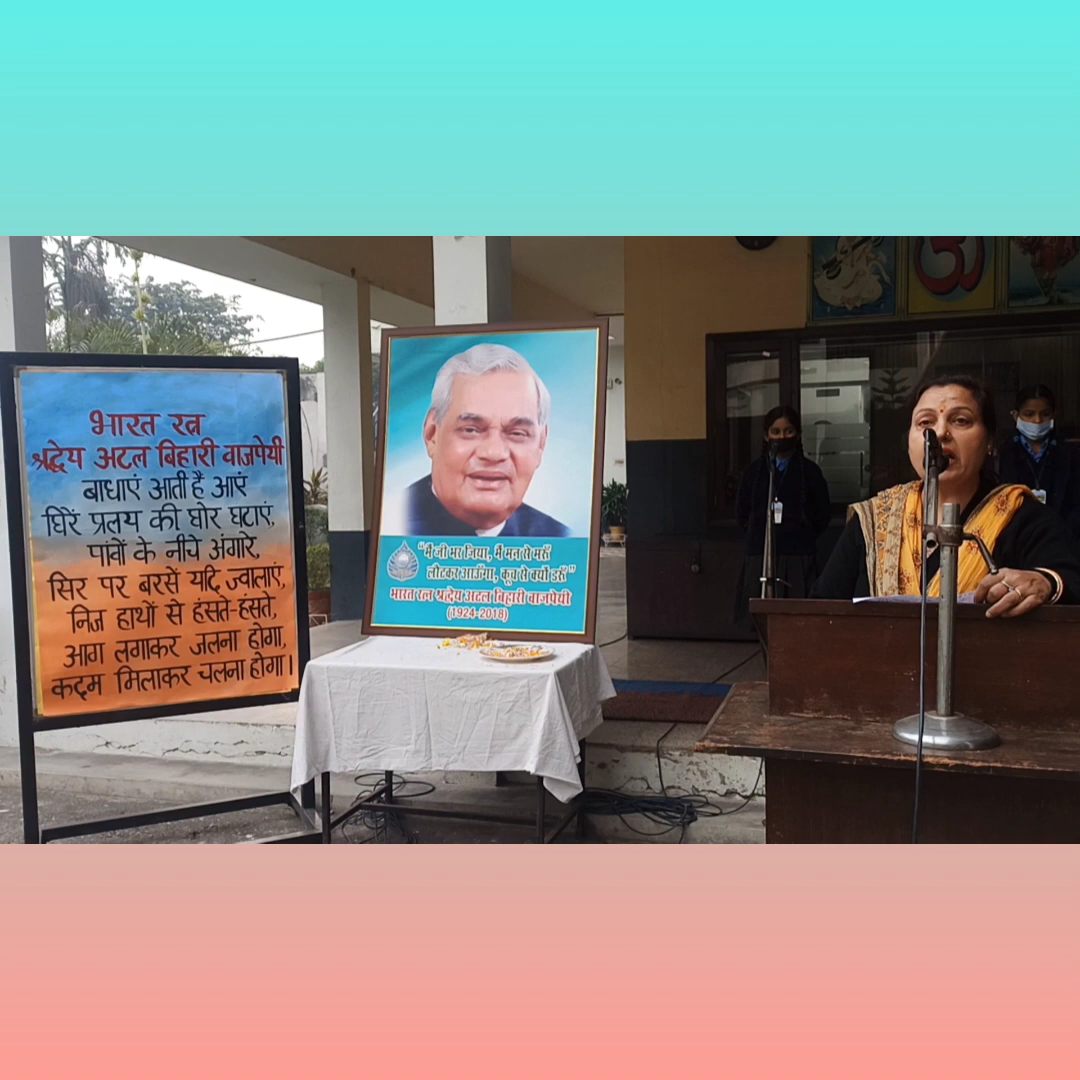 भारत रत्न
श्रद्धेय अटल बिहारी वाजपेयी
बाधाएं आती हैं आएं
घिरें प्रलय की घोर घटाएं,
पांवों के नीचे अंगारे,
सिर पर बरसें यदि ज्वालाएं,
निज हाथों से हंसते-हंसते,
आग लगाकर जलना होगा,
कदम मिलाकर चलना होगा।
"मैं जी भर जिया, मैं मन से मरूँ
लौटकर आऊँगा, कूच से क्यों डरूँ"
भारत रत्न श्रद्धेय अटल बिहारी वाजपेयी
(1924-2018)
ॐ